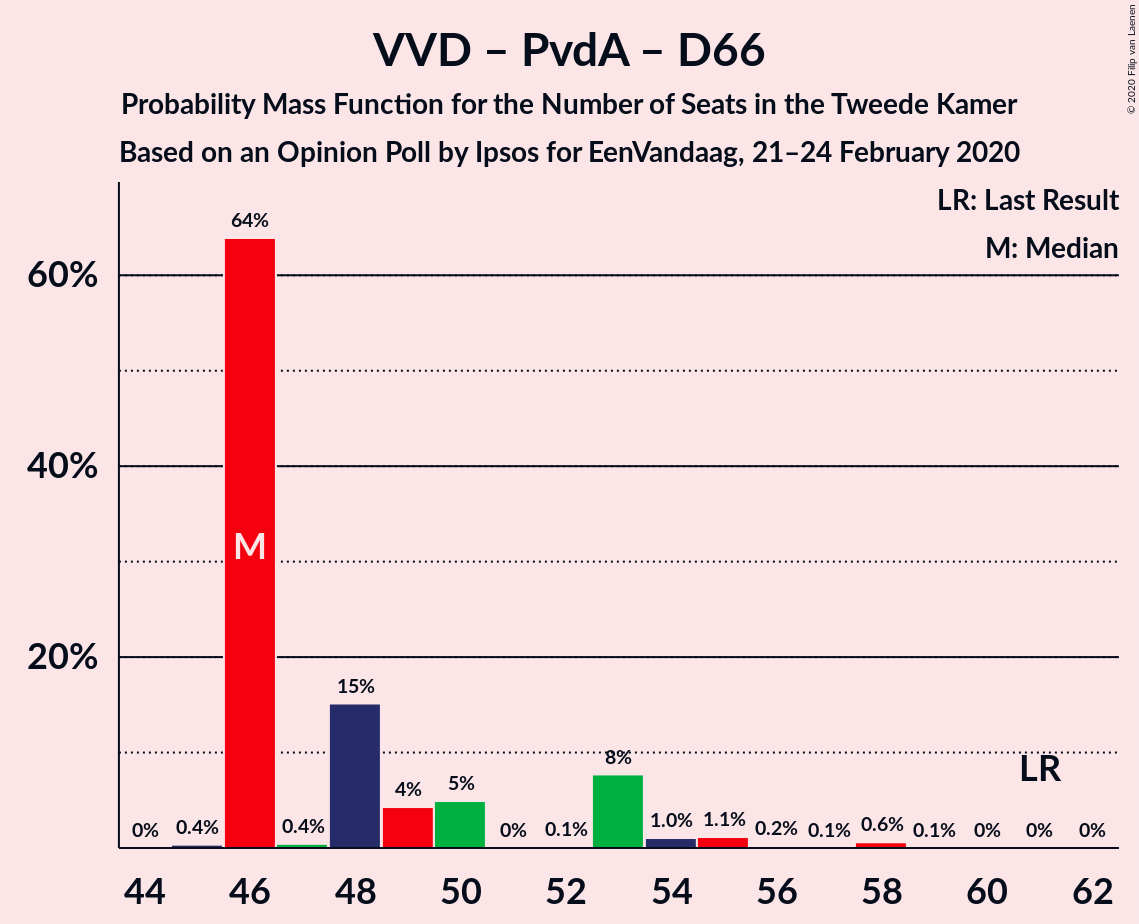 VVD – PvdA – D66
Probability Mass Function for the Number of Seats in the Tweede Kamer
Based on an Opinion Poll by Ipsos for EenVandaag, 21–24 February 2020
© 2020 Filip van Laenen
LR: Last Result
M: Median
60%
40%
20%
64%
M
15%
8%
LR
5%
4%
0%
0.4%
0.4%
0%
0.1%
1.0%
1.1%
0.2%
0.1%
0.6%
0.1%
0%
0%
0%
44 46 48 50 52 54 56 58 60 62